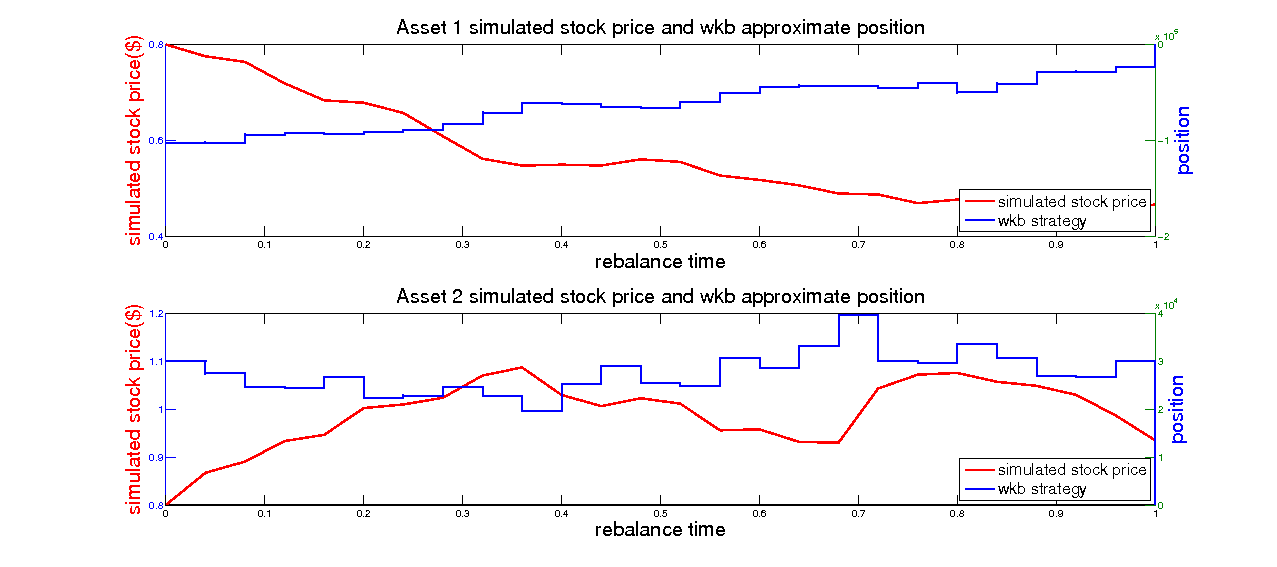 Asset 1 simulated stock price and wkb approximate position
x 10^5
0.8
0.6
0.4
0
-1
-2
simulated stock price($)
position
simulated stock price
wkb strategy
0 0.1 0.2 0.3 0.4 0.5 0.6 0.7 0.8 0.9 1
rebalance time
Asset 2 simulated stock price and wkb approximate position
x 10^4
1.2
1.1
1
0.9
0.8
4
3
2
1
0
simulated stock price($)
position
simulated stock price
wkb strategy
0 0.1 0.2 0.3 0.4 0.5 0.6 0.7 0.8 0.9 1
rebalance time